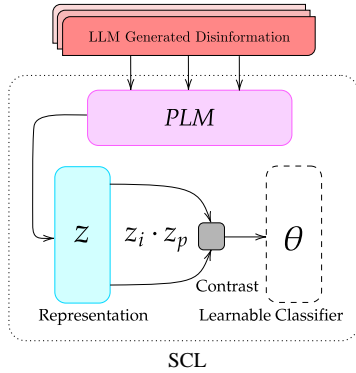 LLM Generated Disinformation
PLM
z
z_i · z_p
θ
Contrast
Representation
Learnable Classifier
SCL